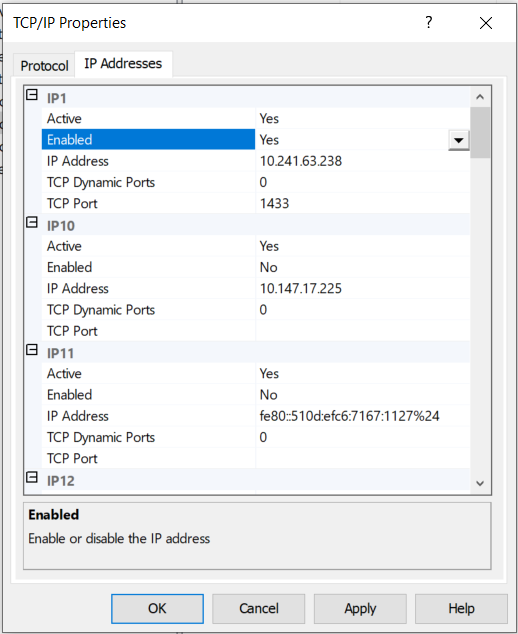 TCP/IP Properties
?
Protocol
IP Addresses
IP1
Active Yes
Enabled Yes
IP Address 10.241.63.238
TCP Dynamic Ports 0
TCP Port 1433
IP10
Active Yes
Enabled No
IP Address 10.147.17.225
TCP Dynamic Ports 0
TCP Port
IP11
Active Yes
Enabled No
IP Address fe80::510d:efc6:7167:1127%24
TCP Dynamic Ports 0
TCP Port
IP12
Enabled
Enable or disable the IP address
OK Cancel Apply Help